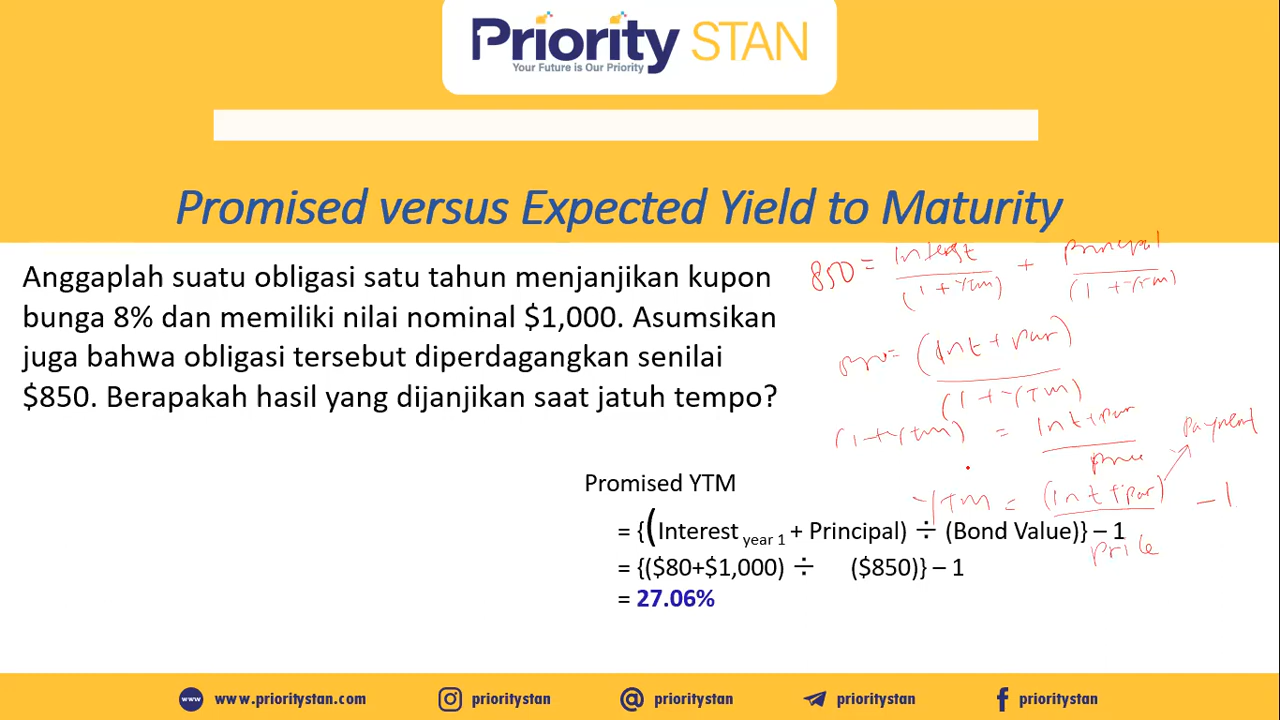 Priority STAN
Your Future is Our Priority
Promised versus Expected Yield to Maturity
Anggaplah suatu obligasi satu tahun menjanjikan kupon
bunga 8% dan memiliki nilai nominal $1,000. Asumsikan
juga bahwa obligasi tersebut diperdagangkan senilai
$850. Berapakah hasil yang dijanjikan saat jatuh tempo?
850 = Interest / (1 + YTM) + Principal / (1 + YTM)
= (Int + par) / (1 + YTM)
(1 + YTM) = Int + par / price
payment
YTM = (Int + par) / price - 1
Promised YTM
= {(Interest year 1 + Principal) ÷ (Bond Value)} – 1
= {($80+$1,000) ÷ ($850)} – 1
= 27.06%
www www.prioritystan.com prioritystan prioritystan prioritystan prioritystan